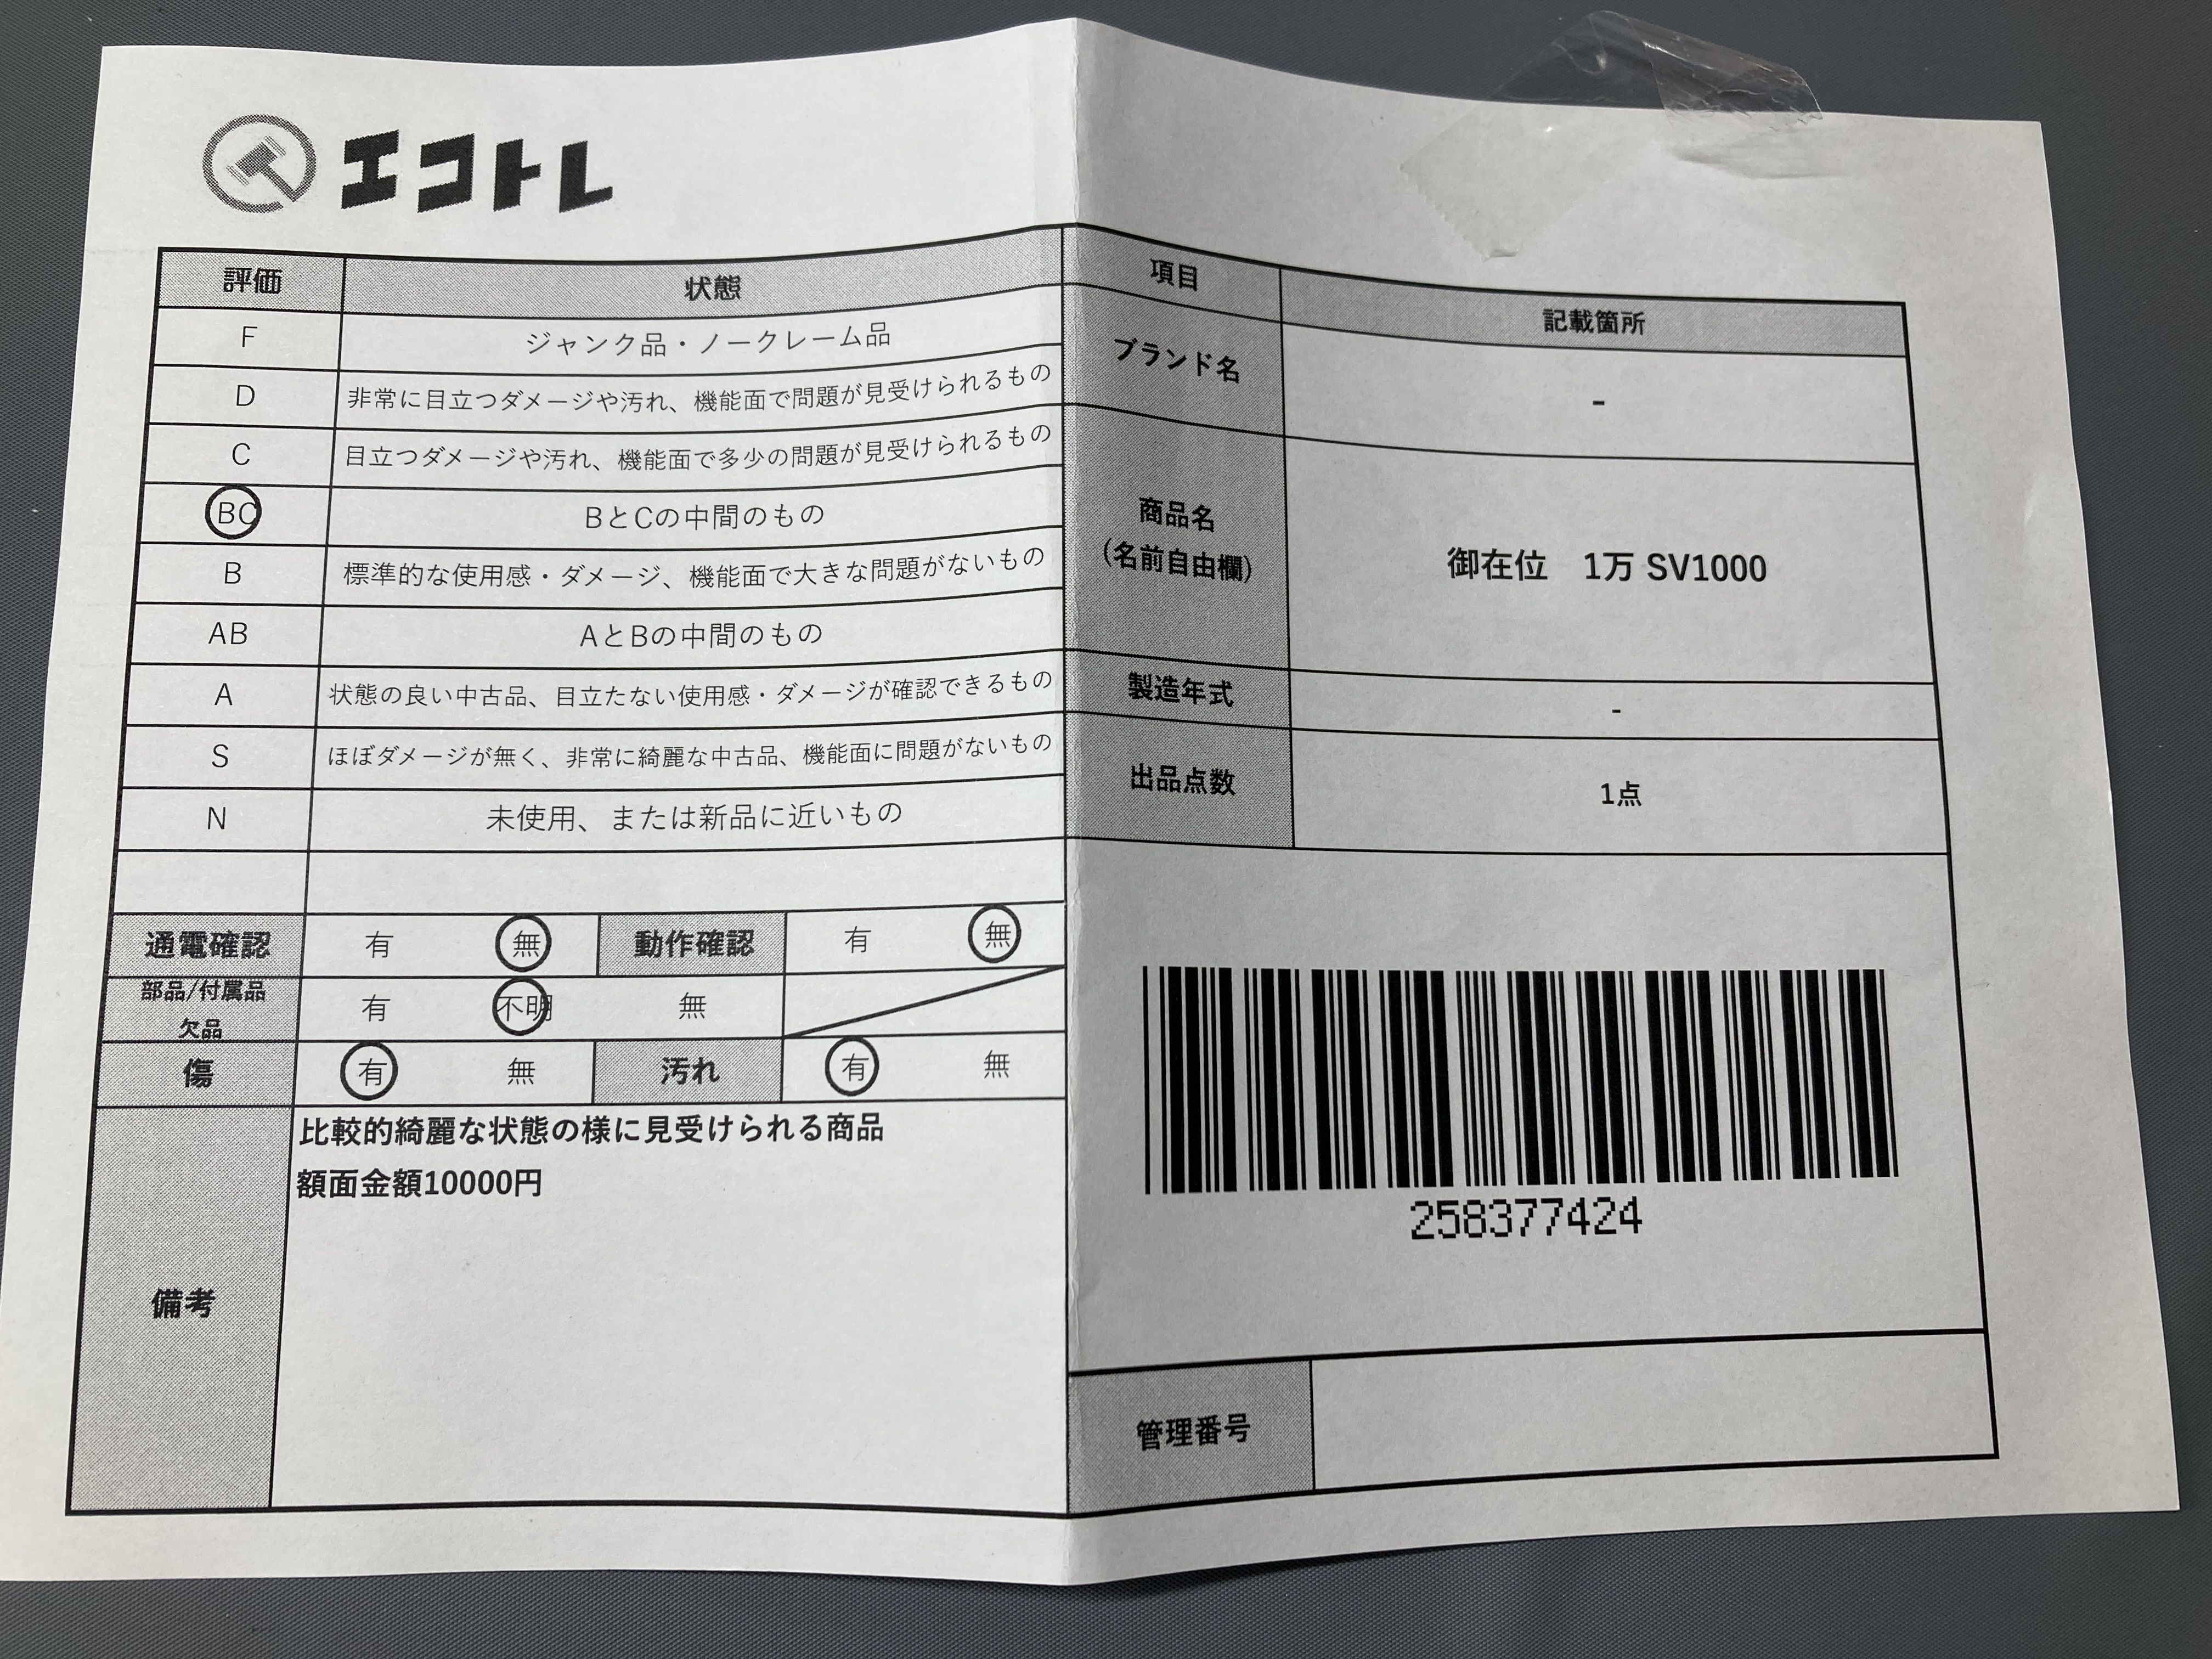 エコトレ
評価 状態
F ジャンク品・ノークレーム品
D 非常に目立つダメージや汚れ、機能面で問題が見受けられるもの
C 目立つダメージや汚れ、機能面で多少の問題が見受けられるもの
BC BとCの中間のもの
B 標準的な使用感・ダメージ、機能面で大きな問題がないもの
AB AとBの中間のもの
A 状態の良い中古品、目立たない使用感・ダメージが確認できるもの
S ほぼダメージが無く、非常に綺麗な中古品、機能面に問題がないもの
N 未使用、または新品に近いもの
通電確認 有 無 動作確認 有 無
部品/付属品
欠品 有 不明 無
傷 有 無 汚れ 有 無
備考
比較的綺麗な状態の様に見受けられる商品
額面金額10000円
項目 記載箇所
ブランド名 -
商品名
(名前自由欄) 御在位 1万 SV1000
製造年式 -
出品点数 1点
258377424
管理番号